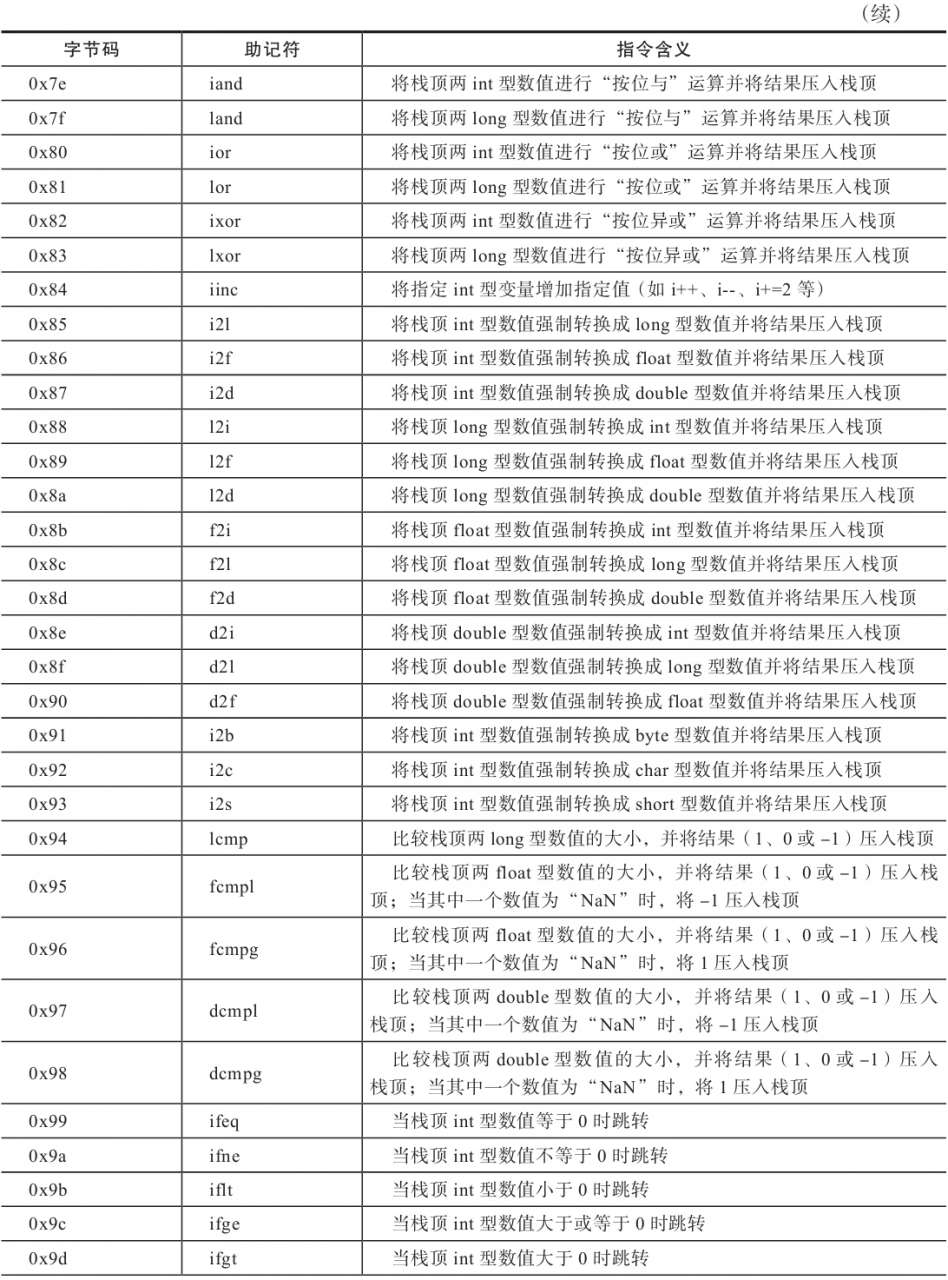 （续）
字节码 助记符 指令含义
0x7e iand 将栈顶两 int 型数值进行“按位与”运算并将结果压入栈顶
0x7f land 将栈顶两 long 型数值进行“按位与”运算并将结果压入栈顶
0x80 ior 将栈顶两 int 型数值进行“按位或”运算并将结果压入栈顶
0x81 lor 将栈顶两 long 型数值进行“按位或”运算并将结果压入栈顶
0x82 ixor 将栈顶两 int 型数值进行“按位异或”运算并将结果压入栈顶
0x83 lxor 将栈顶两 long 型数值进行“按位异或”运算并将结果压入栈顶
0x84 iinc 将指定 int 型变量增加指定值（如 i++、i--、i+=2 等）
0x85 i2l 将栈顶 int 型数值强制转换成 long 型数值并将结果压入栈顶
0x86 i2f 将栈顶 int 型数值强制转换成 float 型数值并将结果压入栈顶
0x87 i2d 将栈顶 int 型数值强制转换成 double 型数值并将结果压入栈顶
0x88 l2i 将栈顶 long 型数值强制转换成 int 型数值并将结果压入栈顶
0x89 l2f 将栈顶 long 型数值强制转换成 float 型数值并将结果压入栈顶
0x8a l2d 将栈顶 long 型数值强制转换成 double 型数值并将结果压入栈顶
0x8b f2i 将栈顶 float 型数值强制转换成 int 型数值并将结果压入栈顶
0x8c f2l 将栈顶 float 型数值强制转换成 long 型数值并将结果压入栈顶
0x8d f2d 将栈顶 float 型数值强制转换成 double 型数值并将结果压入栈顶
0x8e d2i 将栈顶 double 型数值强制转换成 int 型数值并将结果压入栈顶
0x8f d2l 将栈顶 double 型数值强制转换成 long 型数值并将结果压入栈顶
0x90 d2f 将栈顶 double 型数值强制转换成 float 型数值并将结果压入栈顶
0x91 i2b 将栈顶 int 型数值强制转换成 byte 型数值并将结果压入栈顶
0x92 i2c 将栈顶 int 型数值强制转换成 char 型数值并将结果压入栈顶
0x93 i2s 将栈顶 int 型数值强制转换成 short 型数值并将结果压入栈顶
0x94 lcmp 比较栈顶两 long 型数值的大小，并将结果（1、0 或 –1）压入栈顶
0x95 fcmpl 比较栈顶两 float 型数值的大小，并将结果（1、0 或 –1）压入栈
顶；当其中一个数值为“NaN”时，将 –1 压入栈顶
0x96 fcmpg 比较栈顶两 float 型数值的大小，并将结果（1、0 或 –1）压入栈
顶；当其中一个数值为“NaN”时，将 1 压入栈顶
0x97 dcmpl 比较栈顶两 double 型数值的大小，并将结果（1、0 或 –1）压入
栈顶；当其中一个数值为“NaN”时，将 –1 压入栈顶
0x98 dcmpg 比较栈顶两 double 型数值的大小，并将结果（1、0 或 –1）压入
栈顶；当其中一个数值为“NaN”时，将 1 压入栈顶
0x99 ifeq 当栈顶 int 型数值等于 0 时跳转
0x9a ifne 当栈顶 int 型数值不等于 0 时跳转
0x9b iflt 当栈顶 int 型数值小于 0 时跳转
0x9c ifge 当栈顶 int 型数值大于或等于 0 时跳转
0x9d ifgt 当栈顶 int 型数值大于 0 时跳转